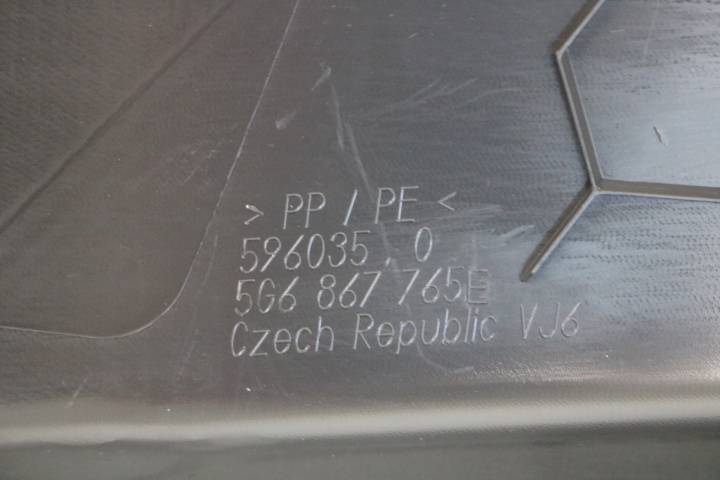 > PP / PE <
596035.0
5G6 867 765E
Czech Republic VJ6